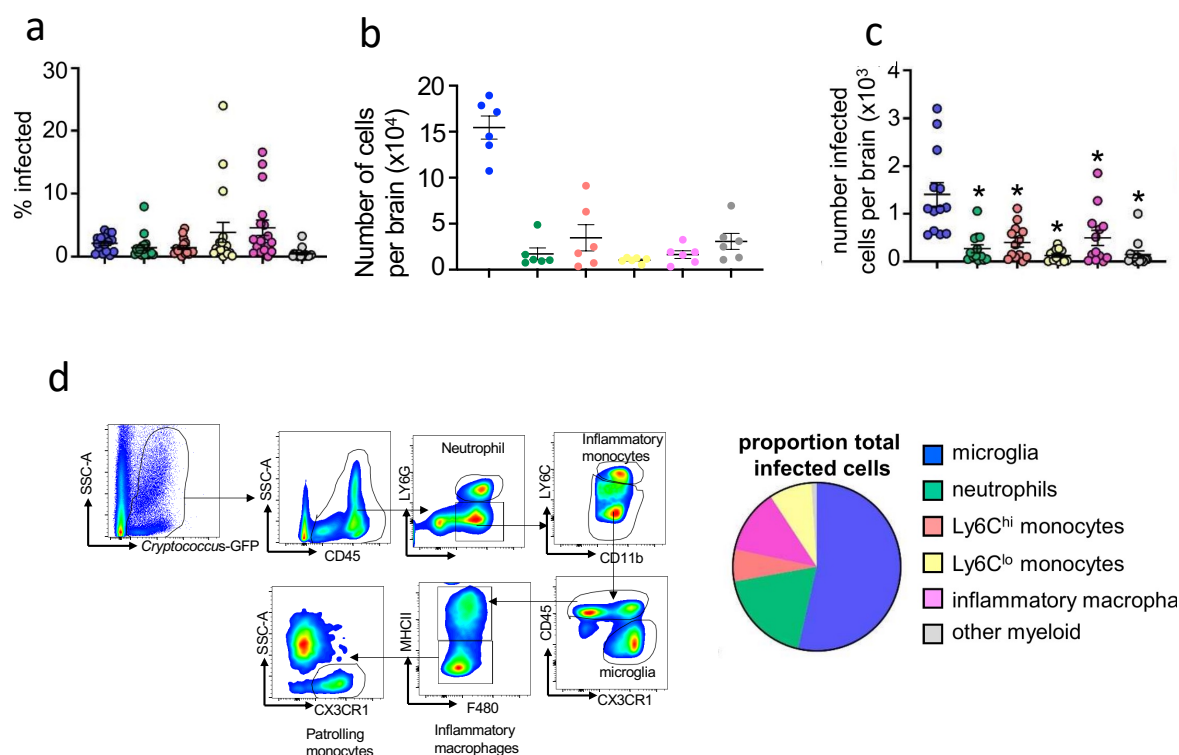 a
b
c
30
20
10
0
% infected
20
15
10
5
0
Number of cells
per brain (x10⁴)
4
3
2
1
0
number infected
cells per brain (x10³
*
*
*
*
*
d
SSC-A
Cryptococcus-GFP
SSC-A
CD45
LY6G
Neutrophil
LY6C
Inflammatory
monocytes
CD11b
SSC-A
CX3CR1
Patrolling
monocytes
MHCII
F480
Inflammatory
macrophages
CD45
microglia
CX3CR1
proportion total
infected cells
microglia
neutrophils
Ly6Cʰⁱ monocytes
Ly6Cˡᵒ monocytes
inflammatory macropha
other myeloid